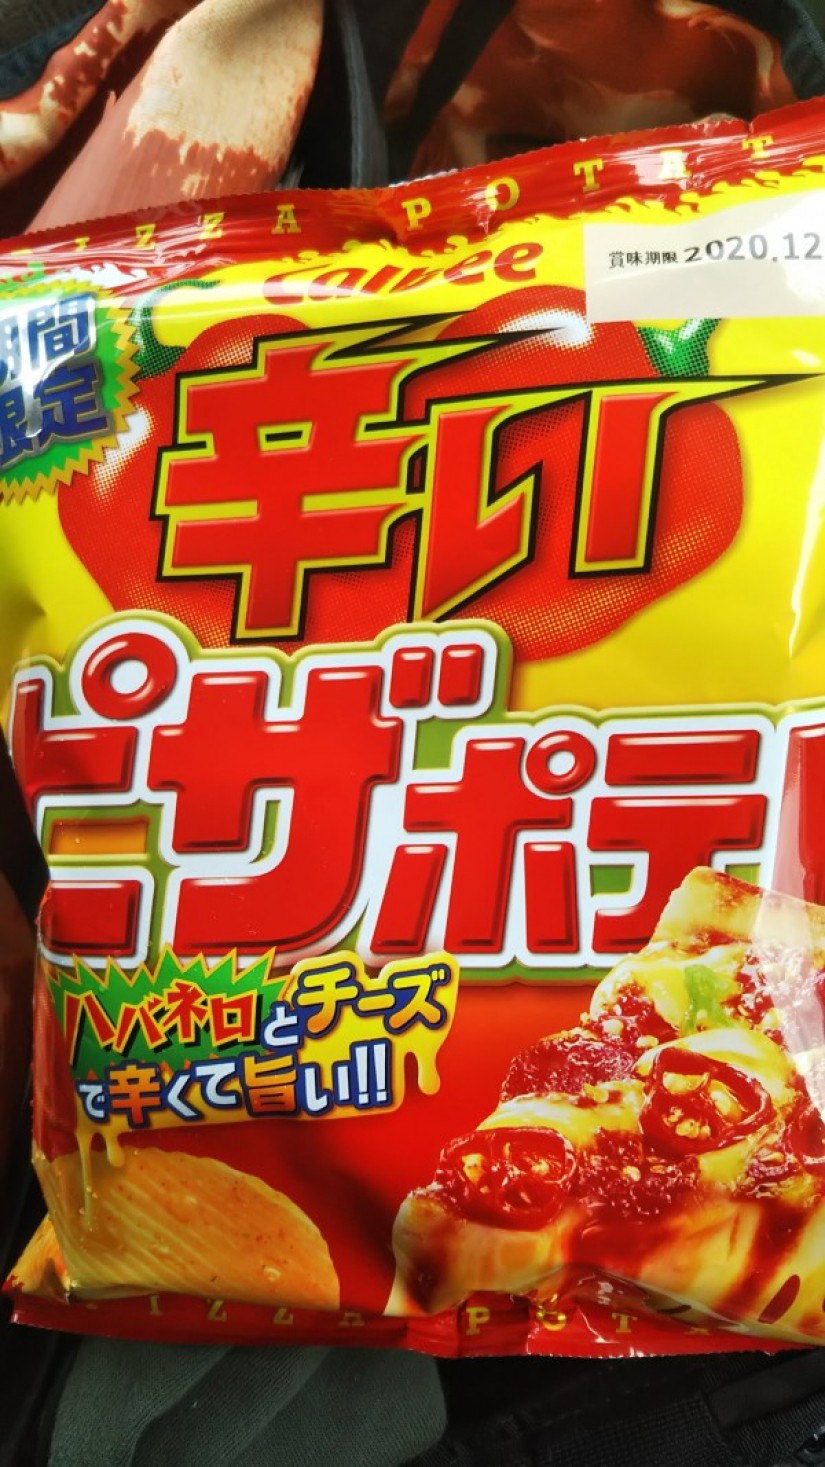 PIZZA POTAT
Calbee
賞味期限 2020.12
期間
限定
辛い
ピザポテト
ハバネロとチーズ
で辛くて旨い!!
PIZZA POTA